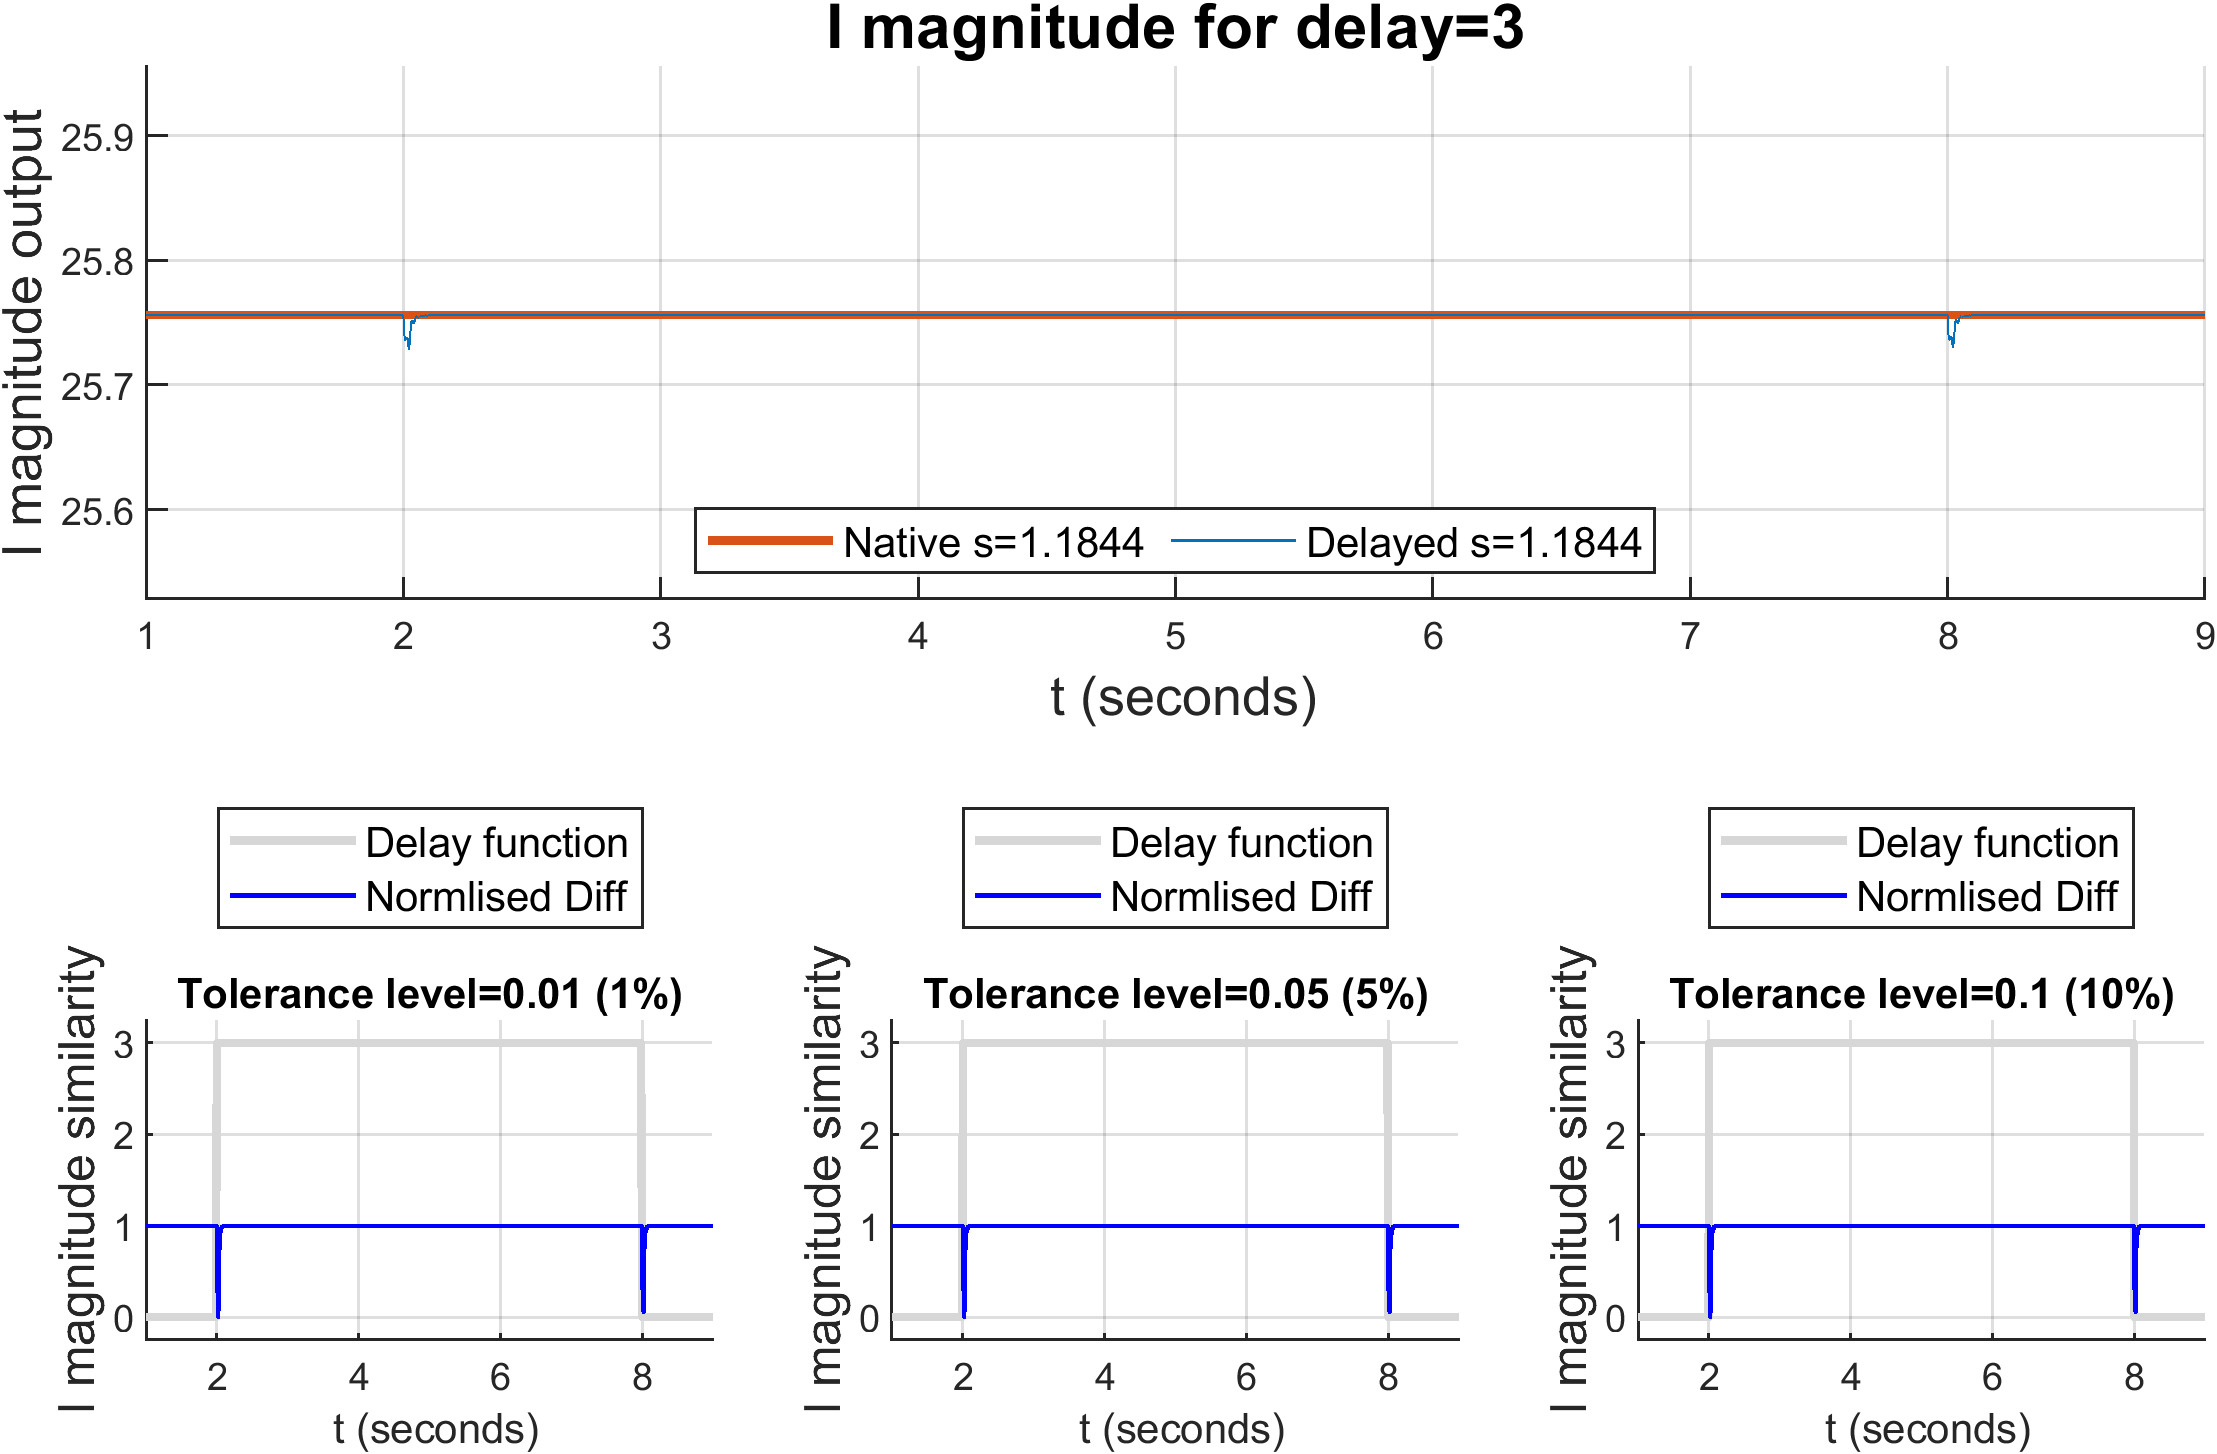 I magnitude for delay=3
I magnitude output
25.9
25.8
25.7
25.6
Native s=1.1844 Delayed s=1.1844
1 2 3 4 5 6 7 8 9
t (seconds)
Delay function
Normlised Diff
Tolerance level=0.01 (1%)
I magnitude similarity
3
2
1
0
2 4 6 8
t (seconds)
Delay function
Normlised Diff
Tolerance level=0.05 (5%)
I magnitude similarity
3
2
1
0
2 4 6 8
t (seconds)
Delay function
Normlised Diff
Tolerance level=0.1 (10%)
I magnitude similarity
3
2
1
0
2 4 6 8
t (seconds)